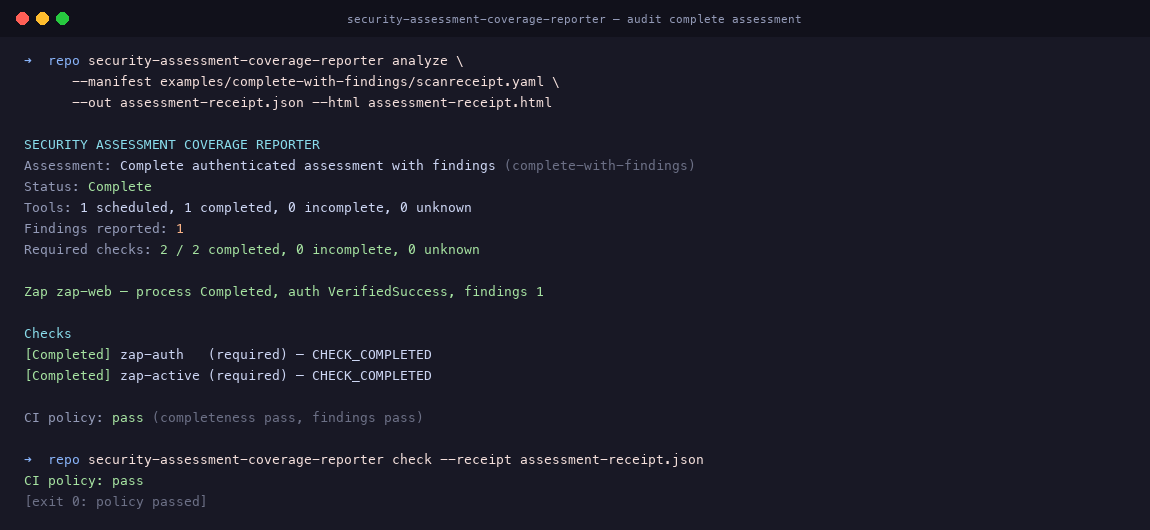 security-assessment-coverage-reporter — audit complete assessment
➜  repo security-assessment-coverage-reporter analyze \
--manifest examples/complete-with-findings/scanreceipt.yaml \
--out assessment-receipt.json --html assessment-receipt.html
SECURITY ASSESSMENT COVERAGE REPORTER
Assessment: Complete authenticated assessment with findings (complete-with-findings)
Status: Complete
Tools: 1 scheduled, 1 completed, 0 incomplete, 0 unknown
Findings reported: 1
Required checks: 2 / 2 completed, 0 incomplete, 0 unknown
Zap zap-web — process Completed, auth VerifiedSuccess, findings 1
Checks
[Completed] zap-auth   (required) — CHECK_COMPLETED
[Completed] zap-active (required) — CHECK_COMPLETED
CI policy: pass (completeness pass, findings pass)
➜  repo security-assessment-coverage-reporter check --receipt assessment-receipt.json
CI policy: pass
[exit 0: policy passed]